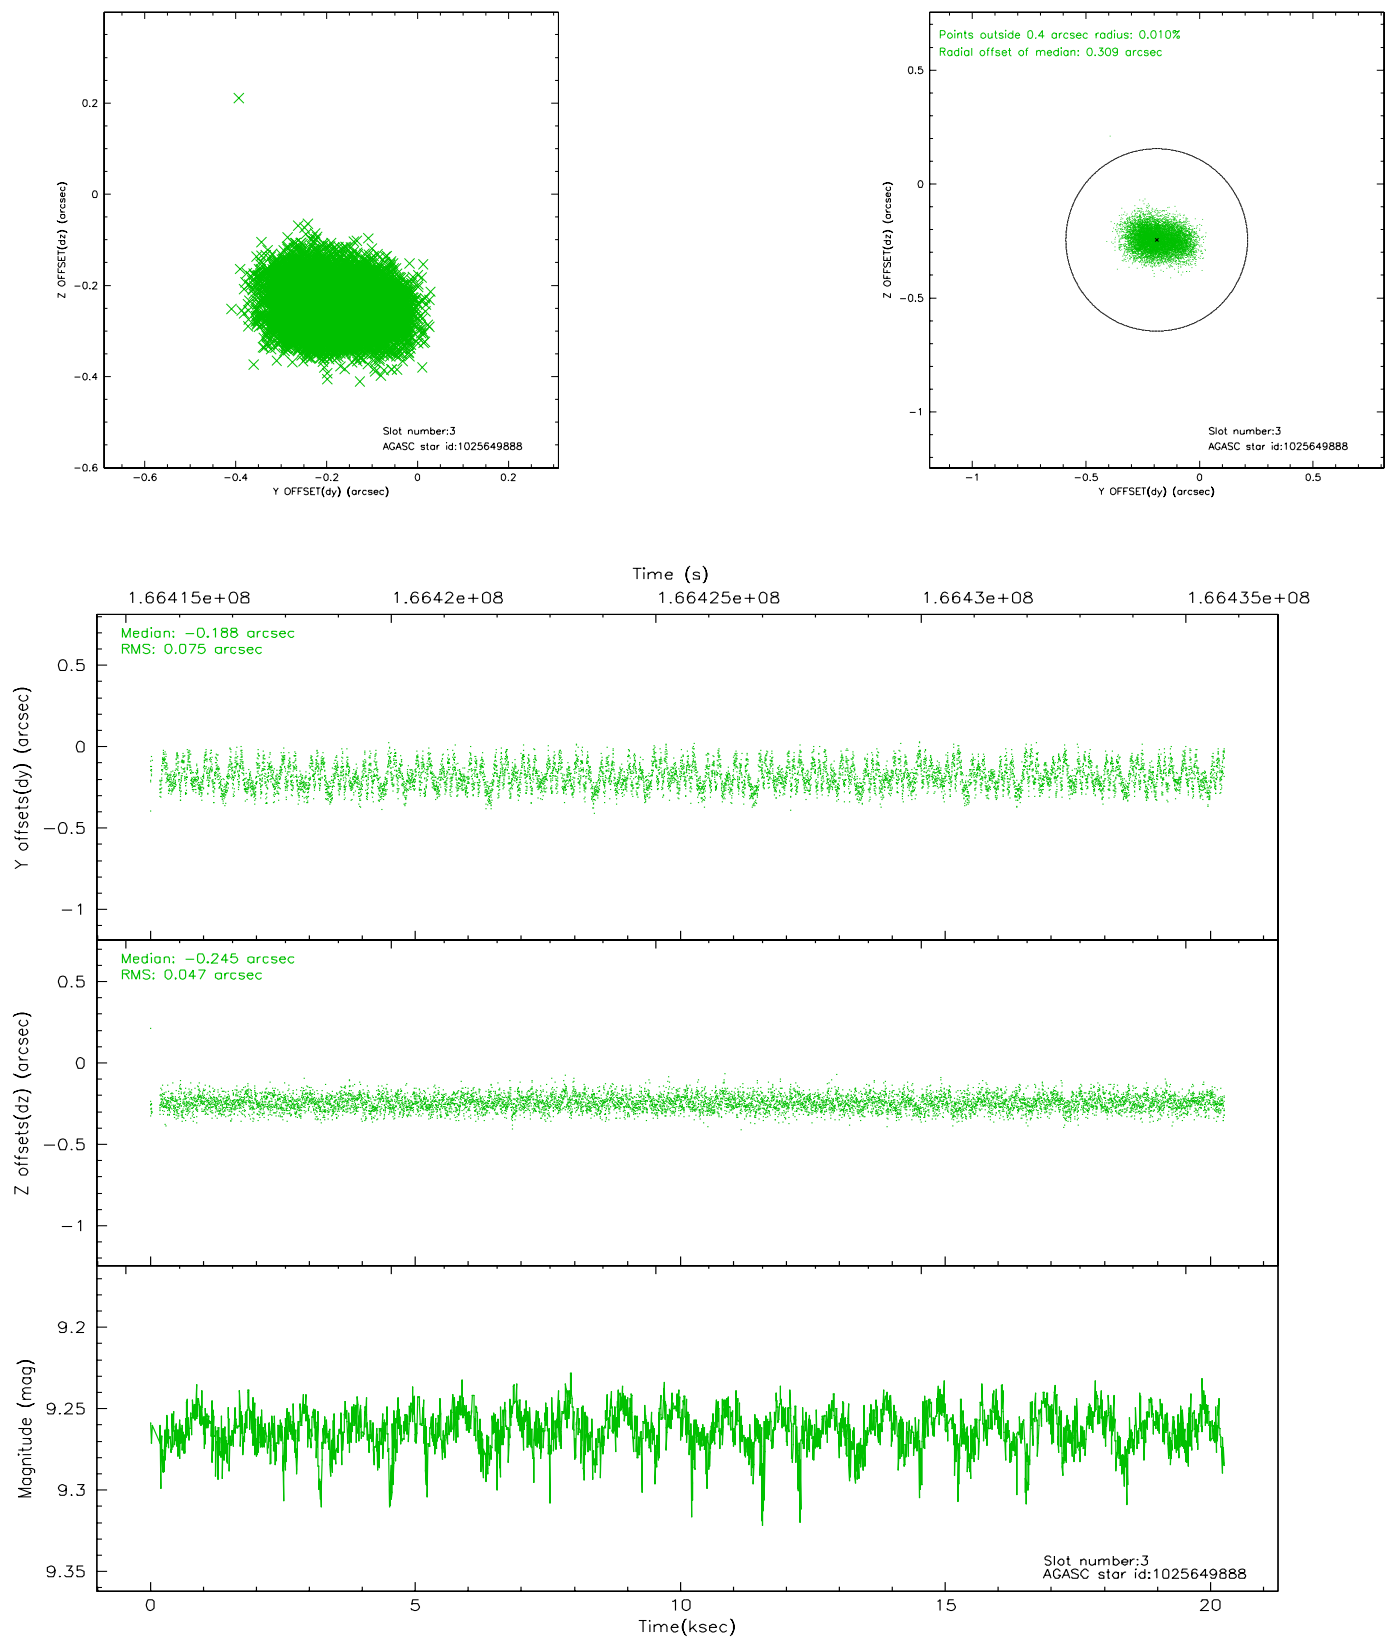 0.2
0
-0.2
-0.4
-0.6
Z OFFSET(dz) (arcsec)
-0.6 -0.4 -0.2 0 0.2
Y OFFSET(dy) (arcsec)
Slot number:3
AGASC star id:1025649888
Points outside 0.4 arcsec radius: 0.010%
Radial offset of median: 0.309 arcsec
0.5
0
-0.5
-1
Z OFFSET(dz) (arcsec)
-1 -0.5 0 0.5
Y OFFSET(dy) (arcsec)
Slot number:3
AGASC star id:1025649888
Time (s)
1.66415e+08 1.6642e+08 1.66425e+08 1.6643e+08 1.66435e+08
Median: -0.188 arcsec
RMS: 0.075 arcsec
0.5
0
-0.5
-1
Y offsets(dy) (arcsec)
Median: -0.245 arcsec
RMS: 0.047 arcsec
0.5
0
-0.5
-1
Z offsets(dz) (arcsec)
9.2
9.25
9.3
9.35
Magnitude (mag)
Slot number:3
AGASC star id:1025649888
0 5 10 15 20
Time(ksec)